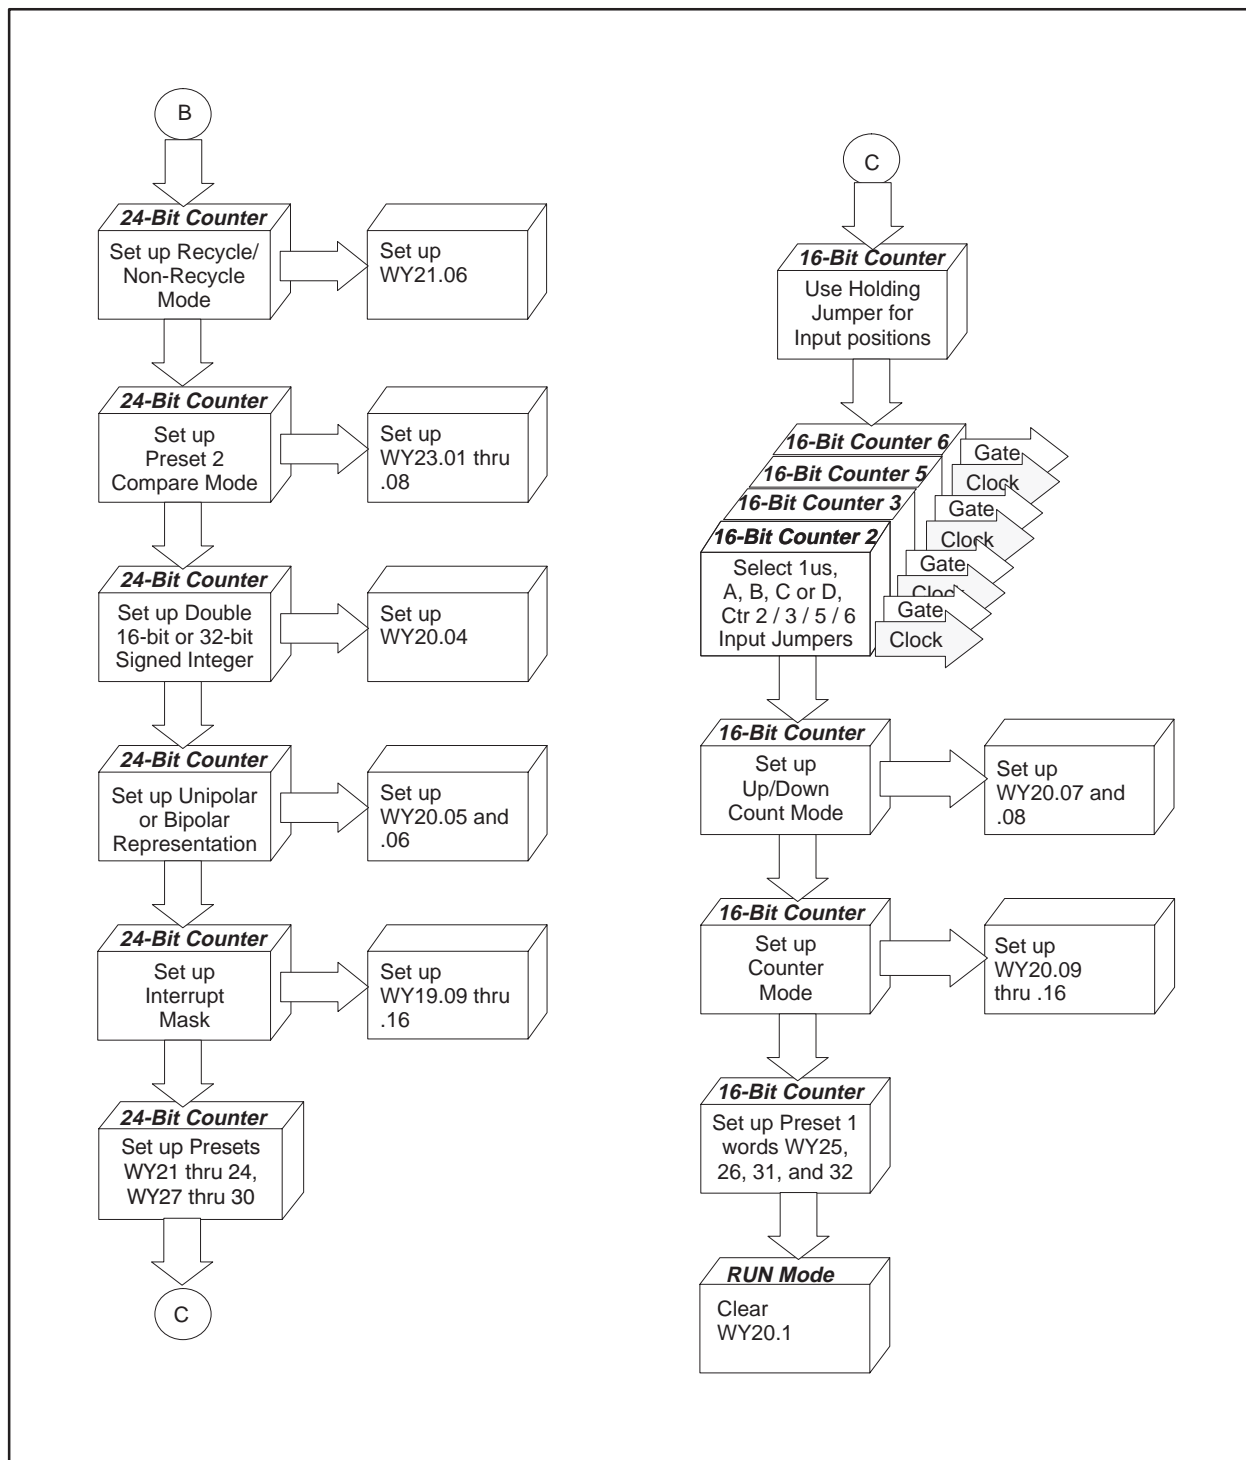 B
24-Bit Counter
Set up Recycle/
Non-Recycle
Mode
Set up
WY21.06
24-Bit Counter
Set up
Preset 2
Compare Mode
Set up
WY23.01 thru
.08
24-Bit Counter
Set up Double
16-bit or 32-bit
Signed Integer
Set up
WY20.04
24-Bit Counter
Set up Unipolar
or Bipolar
Representation
Set up
WY20.05 and
.06
24-Bit Counter
Set up
Interrupt
Mask
Set up
WY19.09 thru
.16
24-Bit Counter
Set up Presets
WY21 thru 24,
WY27 thru 30
C
C
16-Bit Counter
Use Holding
Jumper for
Input positions
16-Bit Counter 6
Gate
Clock
16-Bit Counter 5
Gate
Clock
16-Bit Counter 3
Gate
Clock
16-Bit Counter 2
Select 1us,
A, B, C or D,
Ctr 2 / 3 / 5 / 6
Input Jumpers
Gate
Clock
16-Bit Counter
Set up
Up/Down
Count Mode
Set up
WY20.07 and
.08
16-Bit Counter
Set up
Counter
Mode
Set up
WY20.09
thru .16
16-Bit Counter
Set up Preset 1
words WY25,
26, 31, and 32
RUN Mode
Clear
WY20.1